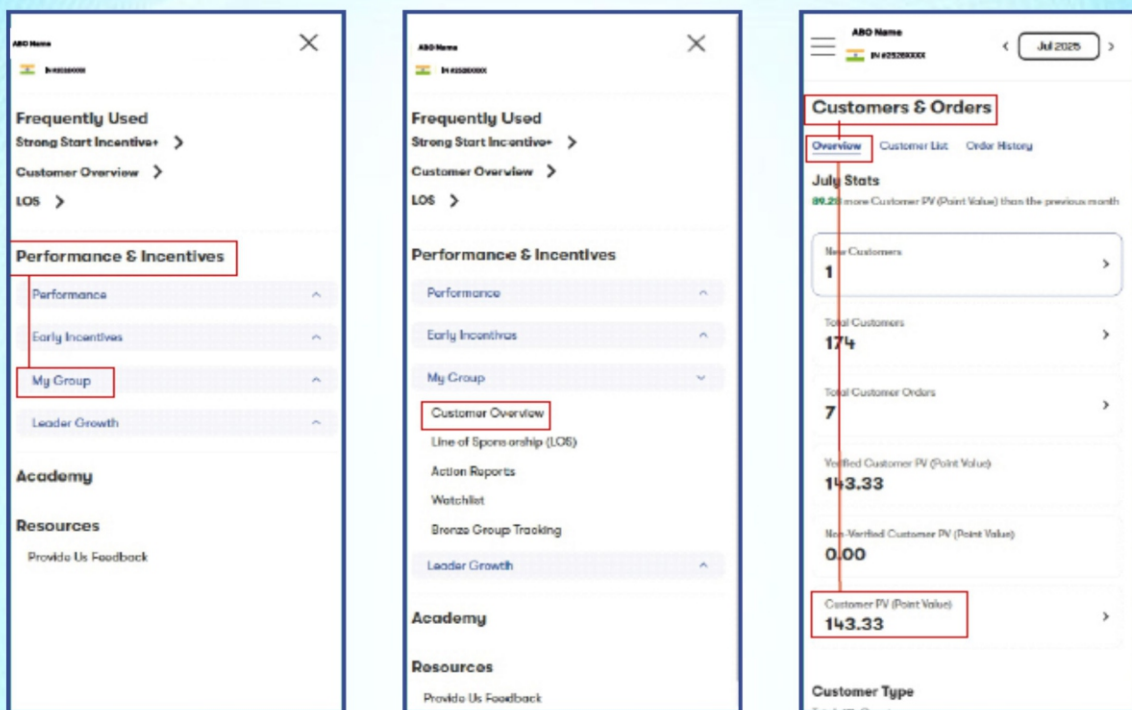 ABO Name
Frequently Used
Strong Start Incentive+
Customer Overview
LOS
Performance & Incentives
Performance
Early Incentives
My Group
Leader Growth
Academy
Resources
Provide Us Feedback
ABO Name
Frequently Used
Strong Start Incentive+
Customer Overview
LOS
Performance & Incentives
Performance
Early Incentives
My Group
Customer Overview
Line of Sponsorship (LOS)
Action Reports
Watchlist
Bronze Group Tracking
Leader Growth
Academy
Resources
Provide Us Feedback
ABO Name
Jul 2025
Customers & Orders
Overview Customer List Order History
July Stats
more Customer PV (Point Value) than the previous month
New Customers
1
Total Customers
174
Total Customer Orders
7
Verified Customer PV (Point Value)
143.33
Non-Verified Customer PV (Point Value)
0.00
Customer PV (Point Value)
143.33
Customer Type